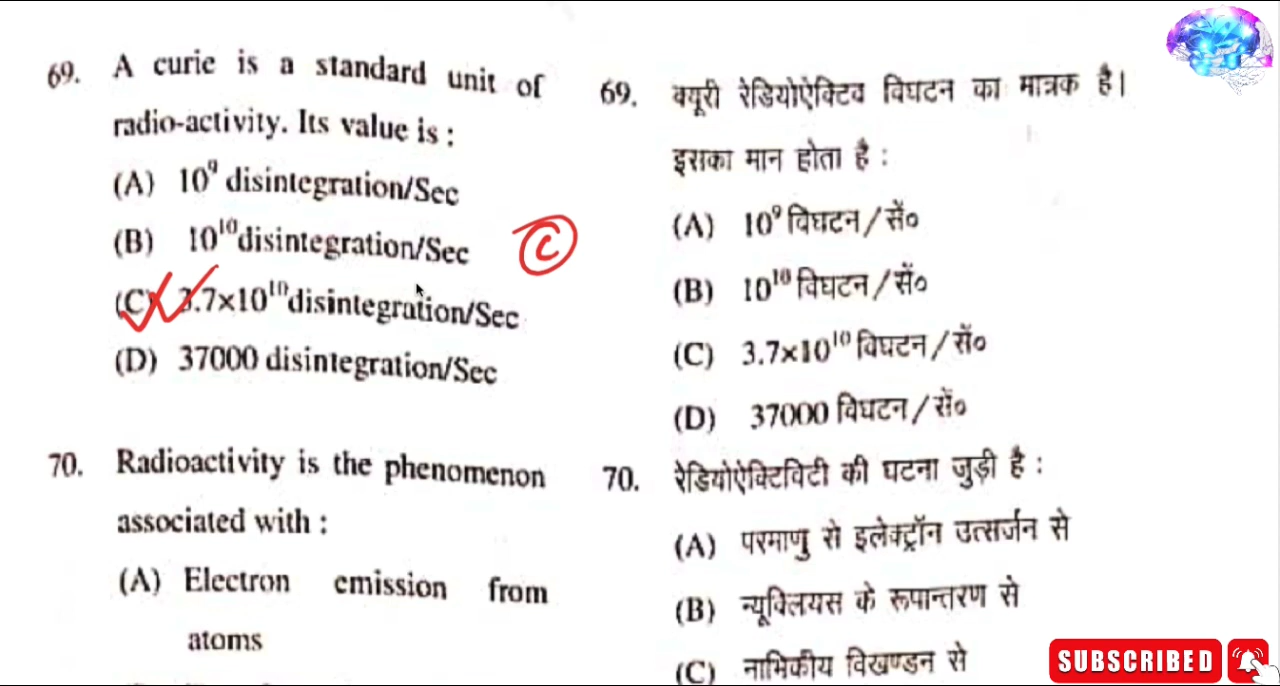 69. A curie is a standard unit of
radio-activity. Its value is :
(A) 10⁹ disintegration/Sec
(B) 10¹⁰ disintegration/Sec
(C) 3.7×10¹⁰ disintegration/Sec
(D) 37000 disintegration/Sec
C
70. Radioactivity is the phenomenon
associated with :
(A) Electron emission from
atoms
69. क्यूरी रेडियोऐक्टिव विघटन का मात्रक है।
इसका मान होता है :
(A) 10⁹ विघटन/सें०
(B) 10¹⁰ विघटन/सें०
(C) 3.7×10¹⁰ विघटन/सें०
(D) 37000 विघटन/सें०
70. रेडियोऐक्टिविटी की घटना जुड़ी है :
(A) परमाणु से इलेक्ट्रॉन उत्सर्जन से
(B) न्यूक्लियस के रूपान्तरण से
(C) नाभिकीय विखण्डन से
SUBSCRIBED